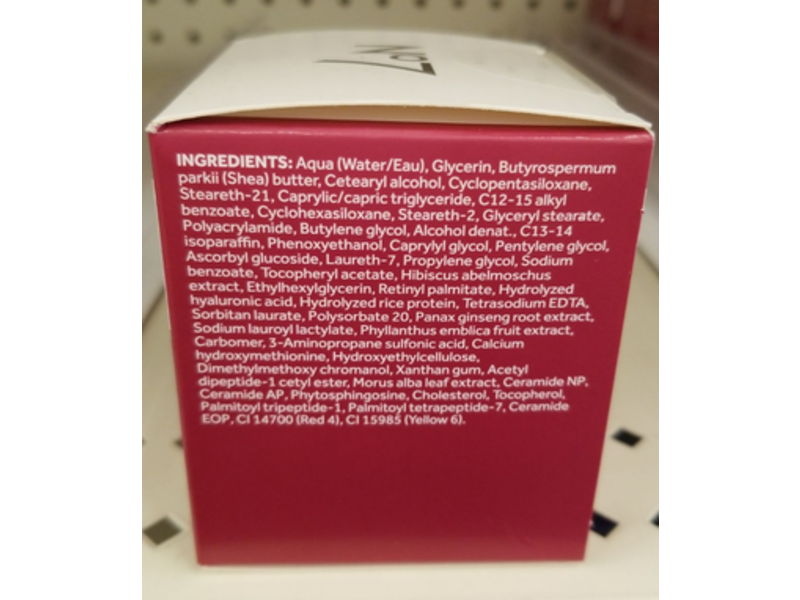 No7
INGREDIENTS: Aqua (Water/Eau), Glycerin, Butyrospermum
parkii (Shea) butter, Cetearyl alcohol, Cyclopentasiloxane,
Steareth-21, Caprylic/capric triglyceride, C12-15 alkyl
benzoate, Cyclohexasiloxane, Steareth-2, Glyceryl stearate,
Polyacrylamide, Butylene glycol, Alcohol denat., C13-14
isoparaffin, Phenoxyethanol, Caprylyl glycol, Pentylene glycol,
Ascorbyl glucoside, Laureth-7, Propylene glycol, Sodium
benzoate, Tocopheryl acetate, Hibiscus abelmoschus
extract, Ethylhexylglycerin, Retinyl palmitate, Hydrolyzed
hyaluronic acid, Hydrolyzed rice protein, Tetrasodium EDTA,
Sorbitan laurate, Polysorbate 20, Panax ginseng root extract,
Sodium lauroyl lactylate, Phyllanthus emblica fruit extract,
Carbomer, 3-Aminopropane sulfonic acid, Calcium
hydroxymethionine, Hydroxyethylcellulose,
Dimethylmethoxy chromanol, Xanthan gum, Acetyl
dipeptide-1 cetyl ester, Morus alba leaf extract, Ceramide NP,
Ceramide AP, Phytosphingosine, Cholesterol, Tocopherol,
Palmitoyl tripeptide-1, Palmitoyl tetrapeptide-7, Ceramide
EOP, CI 14700 (Red 4), CI 15985 (Yellow 6).